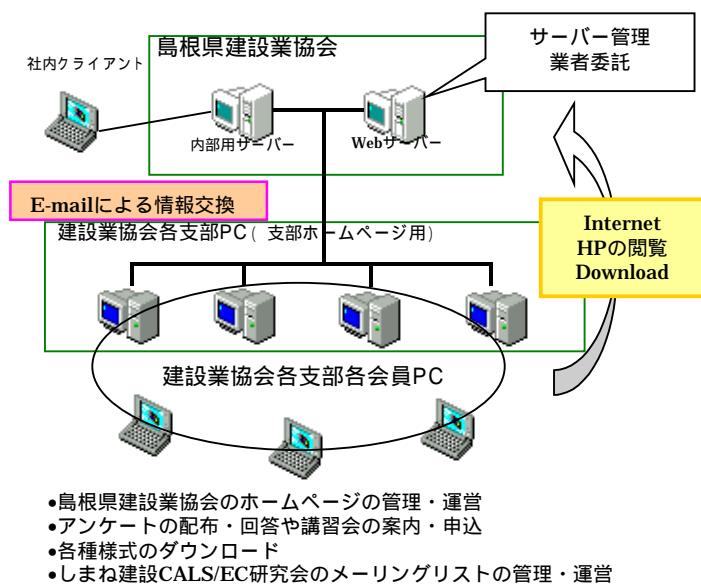 島根県建設業協会
サーバー管理
業者委託
社内クライアント
内部用サーバー
Webサーバー
E-mailによる情報交換
建設業協会各支部PC( 支部ホームページ用)
Internet
HPの閲覧
Download
建設業協会各支部各会員PC
•島根県建設業協会のホームページの管理・運営
•アンケートの配布・回答や講習会の案内・申込
•各種様式のダウンロード
•しまね建設CALS/EC研究会のメーリングリストの管理・運営